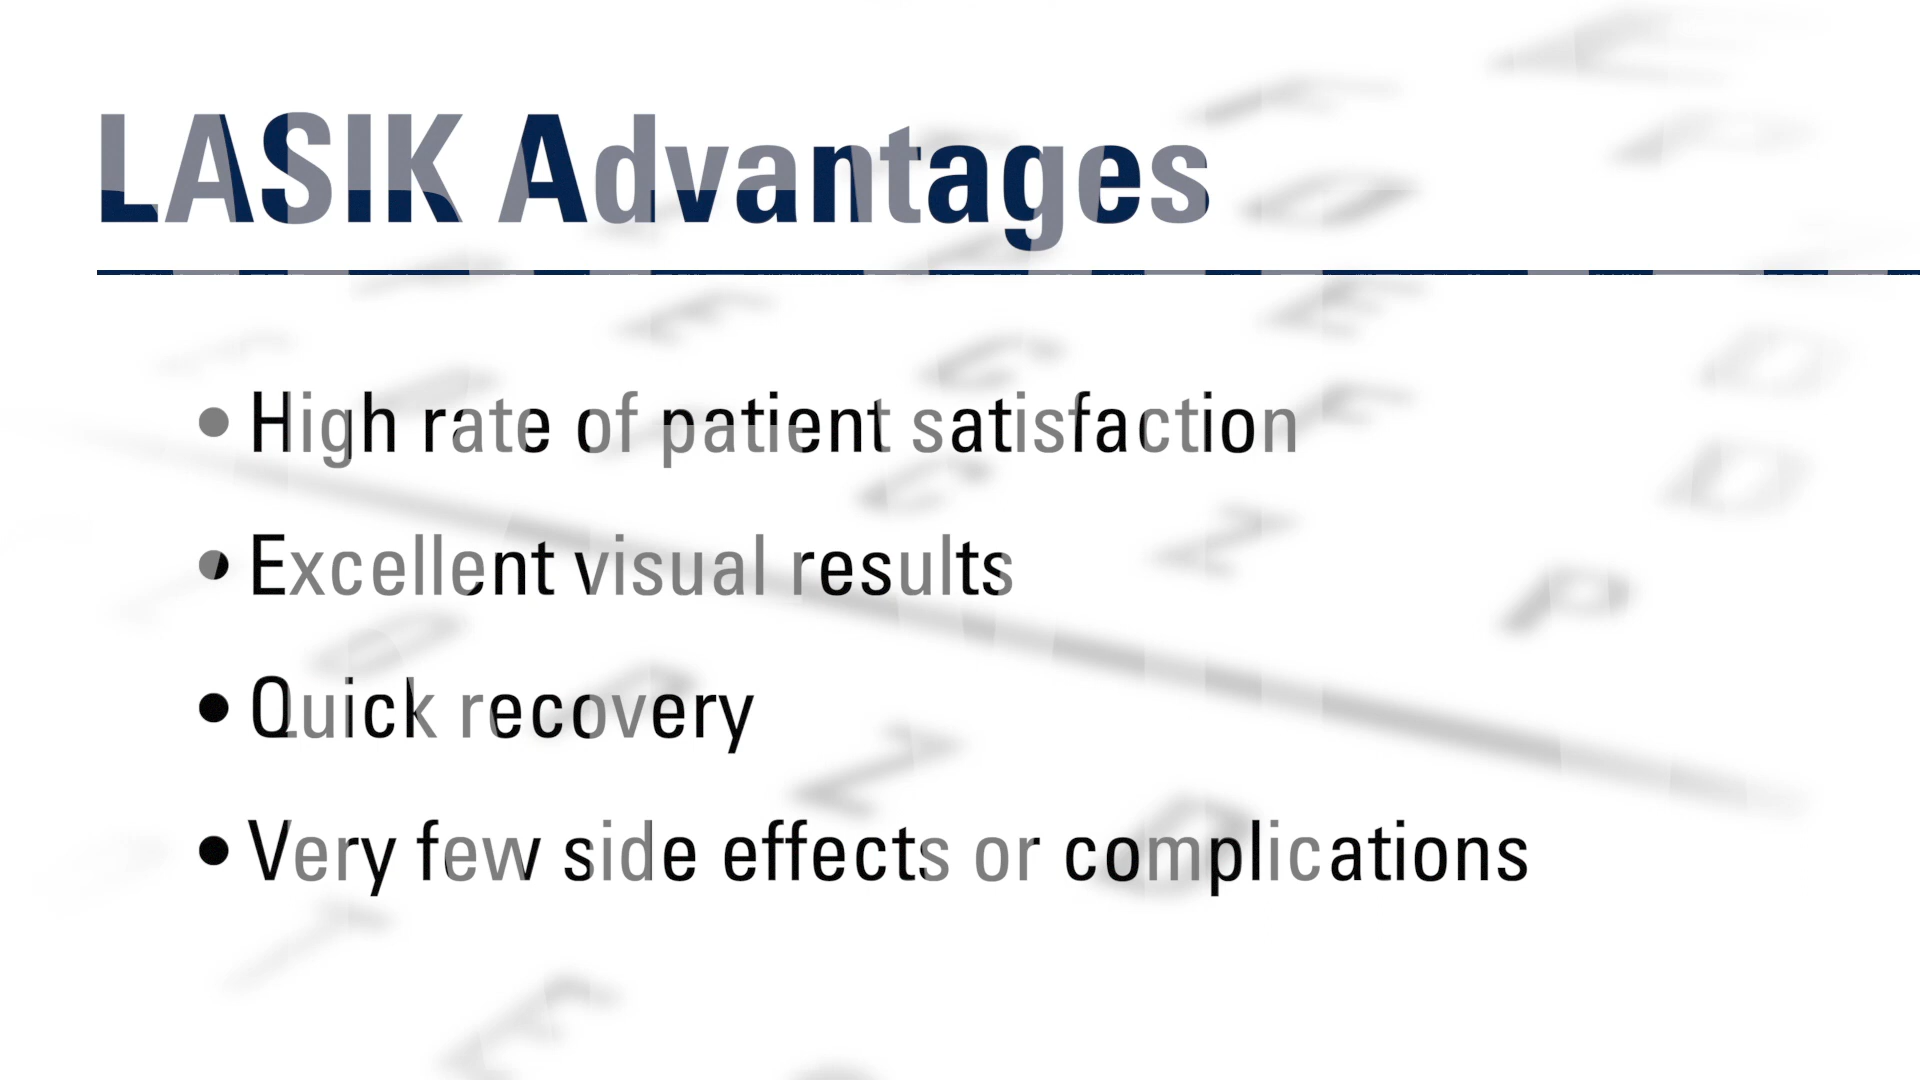 LASIK Advantages
• High rate of patient satisfaction
• Excellent visual results
• Quick recovery
• Very few side effects or complications